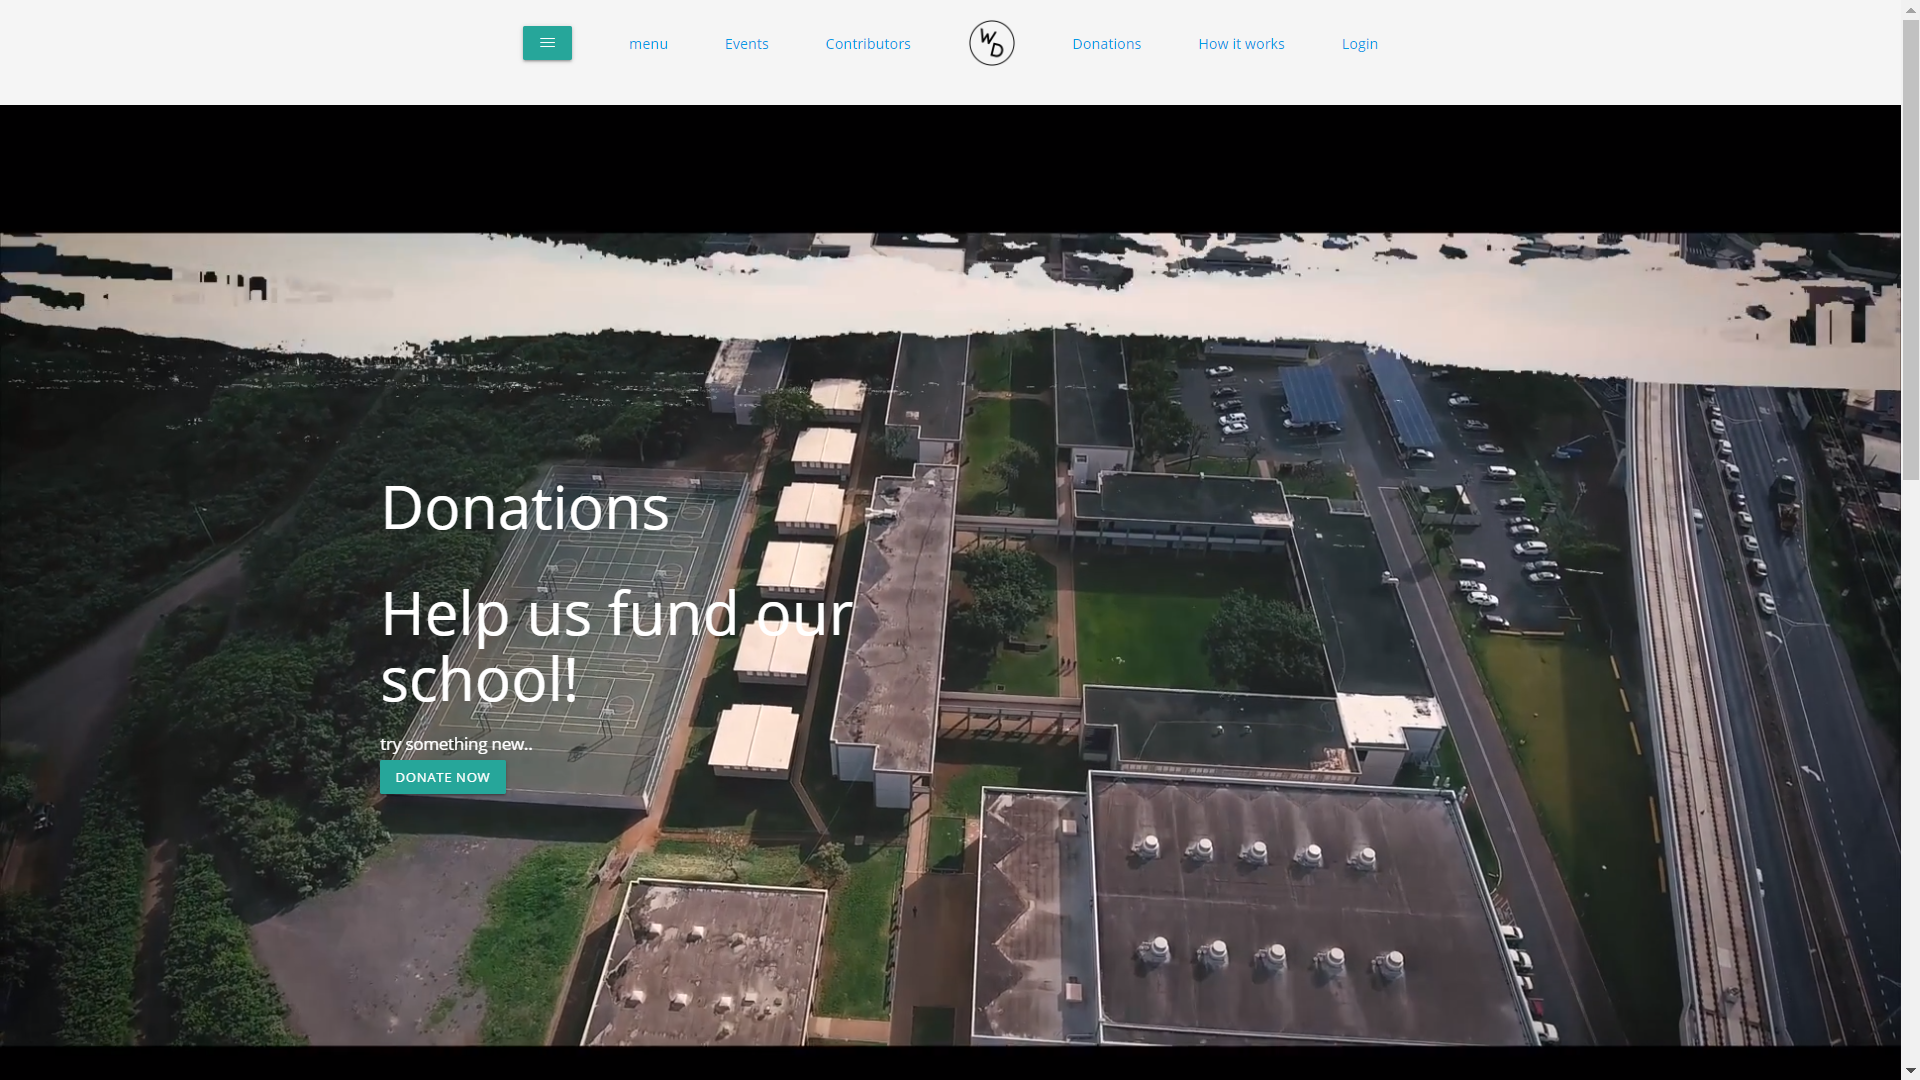 menu
Events
Contributors
WD
Donations
How it works
Login
Donations
Help us fund our
school!
try something new..
DONATE NOW